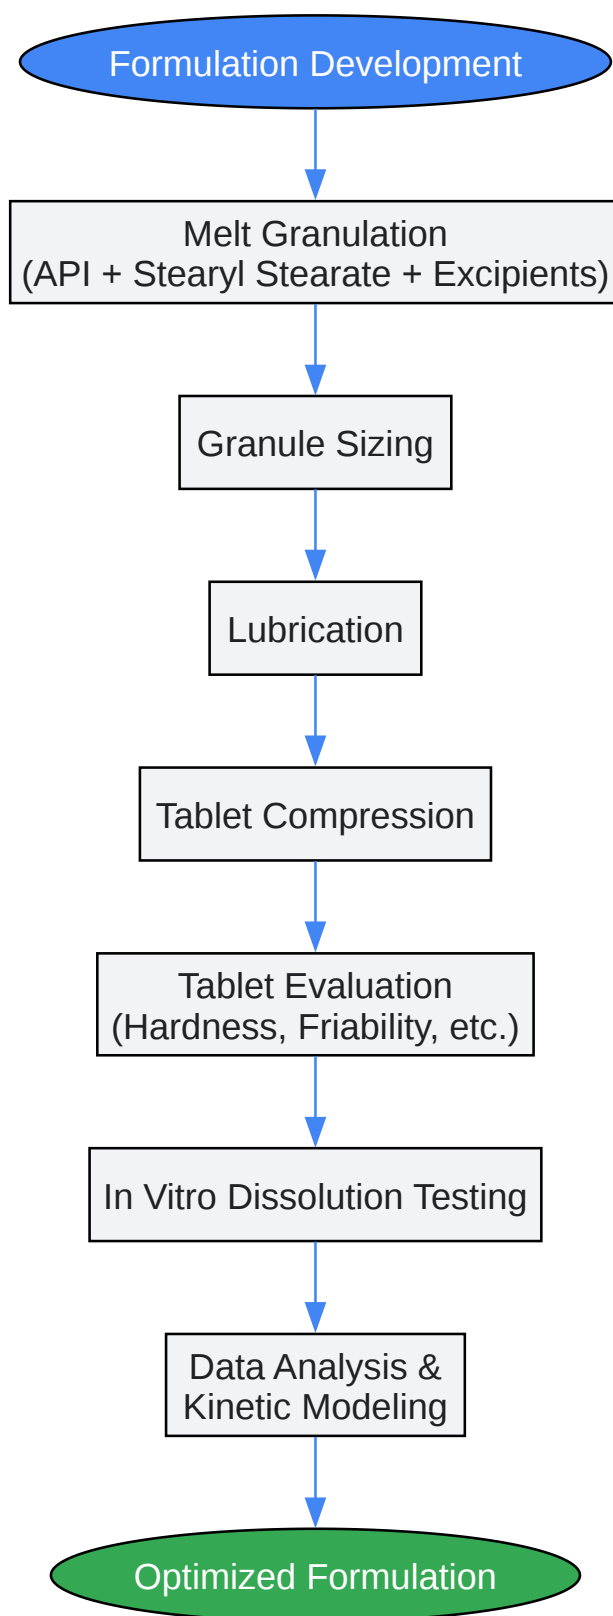 Formulation Development
Melt Granulation
(API + Stearyl Stearate + Excipients)
Granule Sizing
Lubrication
Tablet Compression
Tablet Evaluation
(Hardness, Friability, etc.)
In Vitro Dissolution Testing
Data Analysis &
Kinetic Modeling
Optimized Formulation